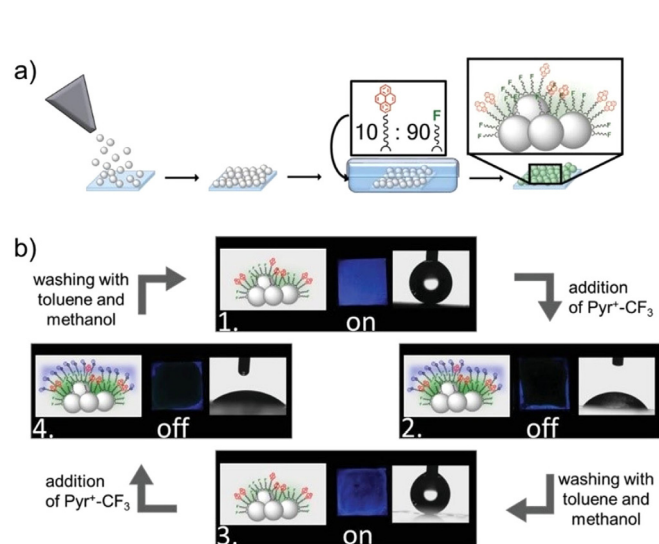 a)
F
10 : 90
b)
washing with
toluene and
methanol
1.
on
addition
of Pyr⁺-CF₃
4.
off
2.
off
addition
of Pyr⁺-CF₃
3.
on
washing with
toluene and
methanol